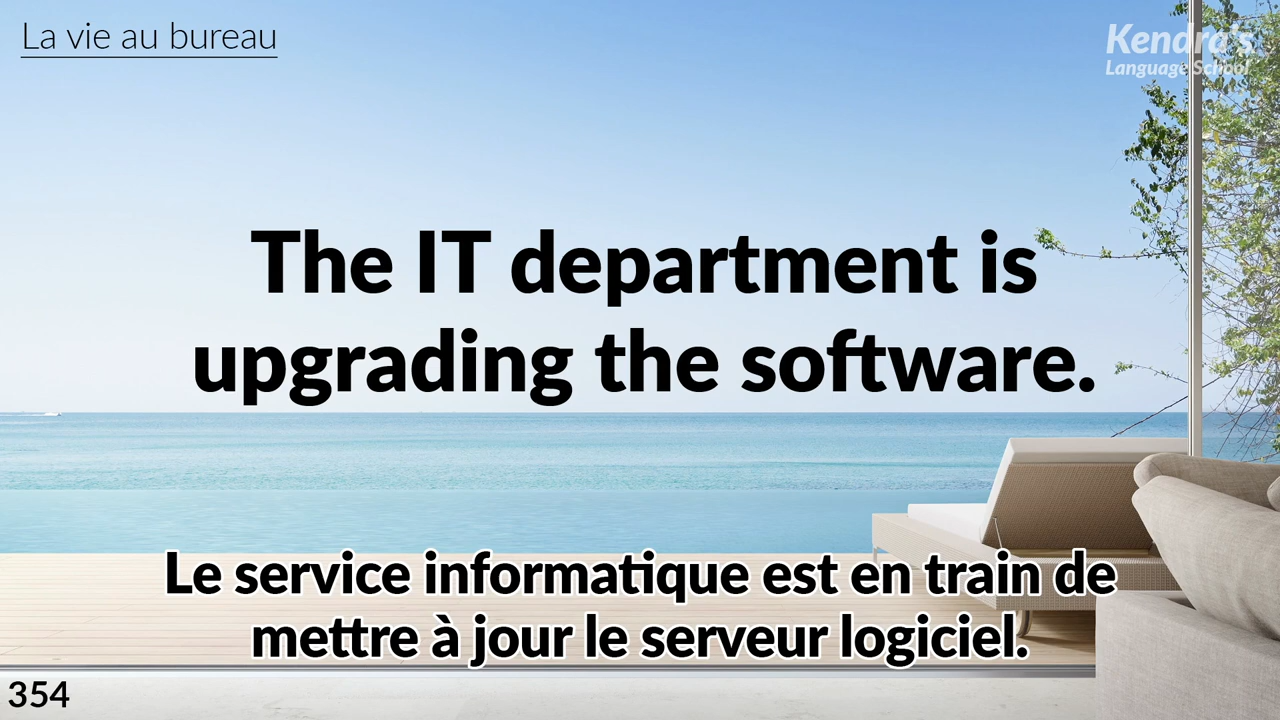 La vie au bureau
Kendra's
Language School
The IT department is
upgrading the software.
Le service informatique est en train de
mettre à jour le serveur logiciel.
354